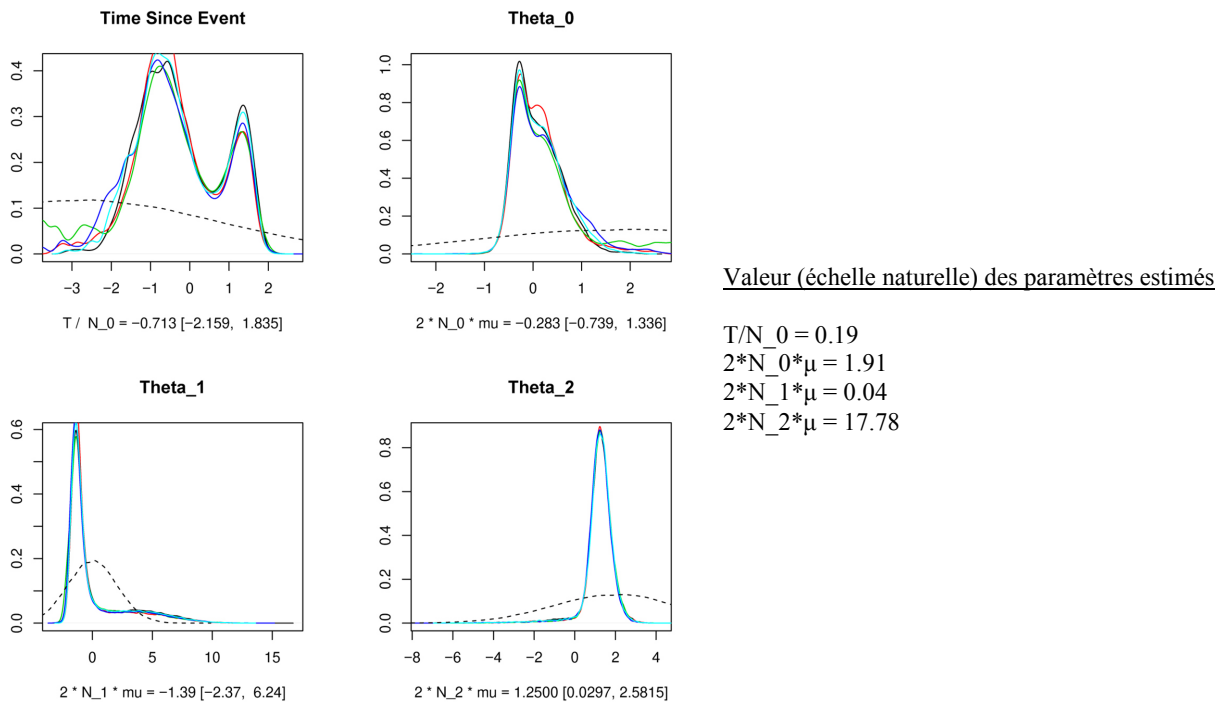 Time Since Event
0.0 0.1 0.2 0.3 0.4
−3 −2 −1 0 1 2
T / N_0 = −0.713 [−2.159, 1.835]
Theta_0
0.0 0.2 0.4 0.6 0.8 1.0
−2 −1 0 1 2
2 * N_0 * mu = −0.283 [−0.739, 1.336]
Theta_1
0.0 0.2 0.4 0.6
0 5 10 15
2 * N_1 * mu = −1.39 [−2.37, 6.24]
Theta_2
0.0 0.2 0.4 0.6 0.8
−8 −6 −4 −2 0 2 4
2 * N_2 * mu = 1.2500 [0.0297, 2.5815]
Valeur (échelle naturelle) des paramètres estimés
T/N_0 = 0.19
2*N_0*μ = 1.91
2*N_1*μ = 0.04
2*N_2*μ = 17.78